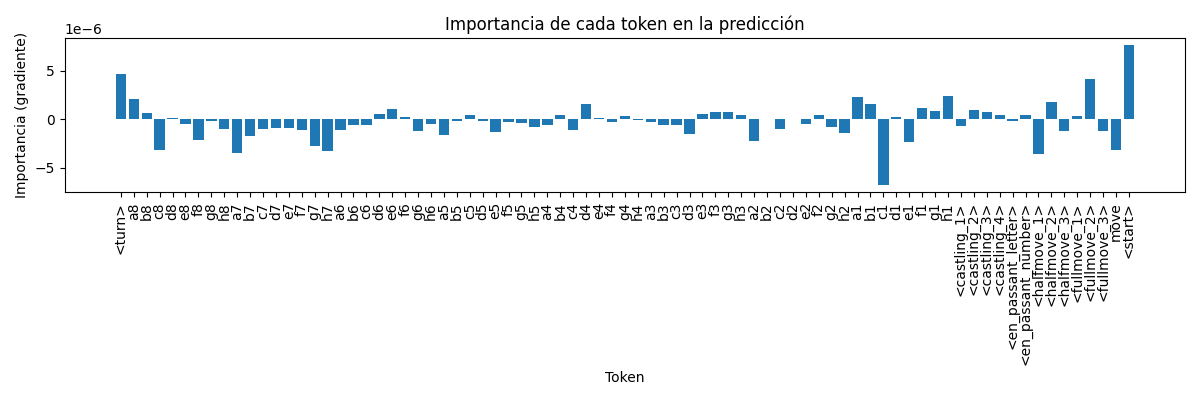 Importancia de cada token en la predicción
1e−6
Importancia (gradiente)
5
0
−5
<turn> a8 b8 c8 d8 e8 f8 g8 h8 a7 b7 c7 d7 e7 f7 g7 h7 a6 b6 c6 d6 e6 f6 g6 h6 a5 b5 c5 d5 e5 f5 g5 h5 a4 b4 c4 d4 e4 f4 g4 h4 a3 b3 c3 d3 e3 f3 g3 h3 a2 b2 c2 d2 e2 f2 g2 h2 a1 b1 c1 d1 e1 f1 g1 h1 <castling_1> <castling_2> <castling_3> <castling_4> <en_passant_letter> <en_passant_number> <halfmove_1> <halfmove_2> <halfmove_3> <fullmove_1> <fullmove_2> <fullmove_3> move <start>
Token